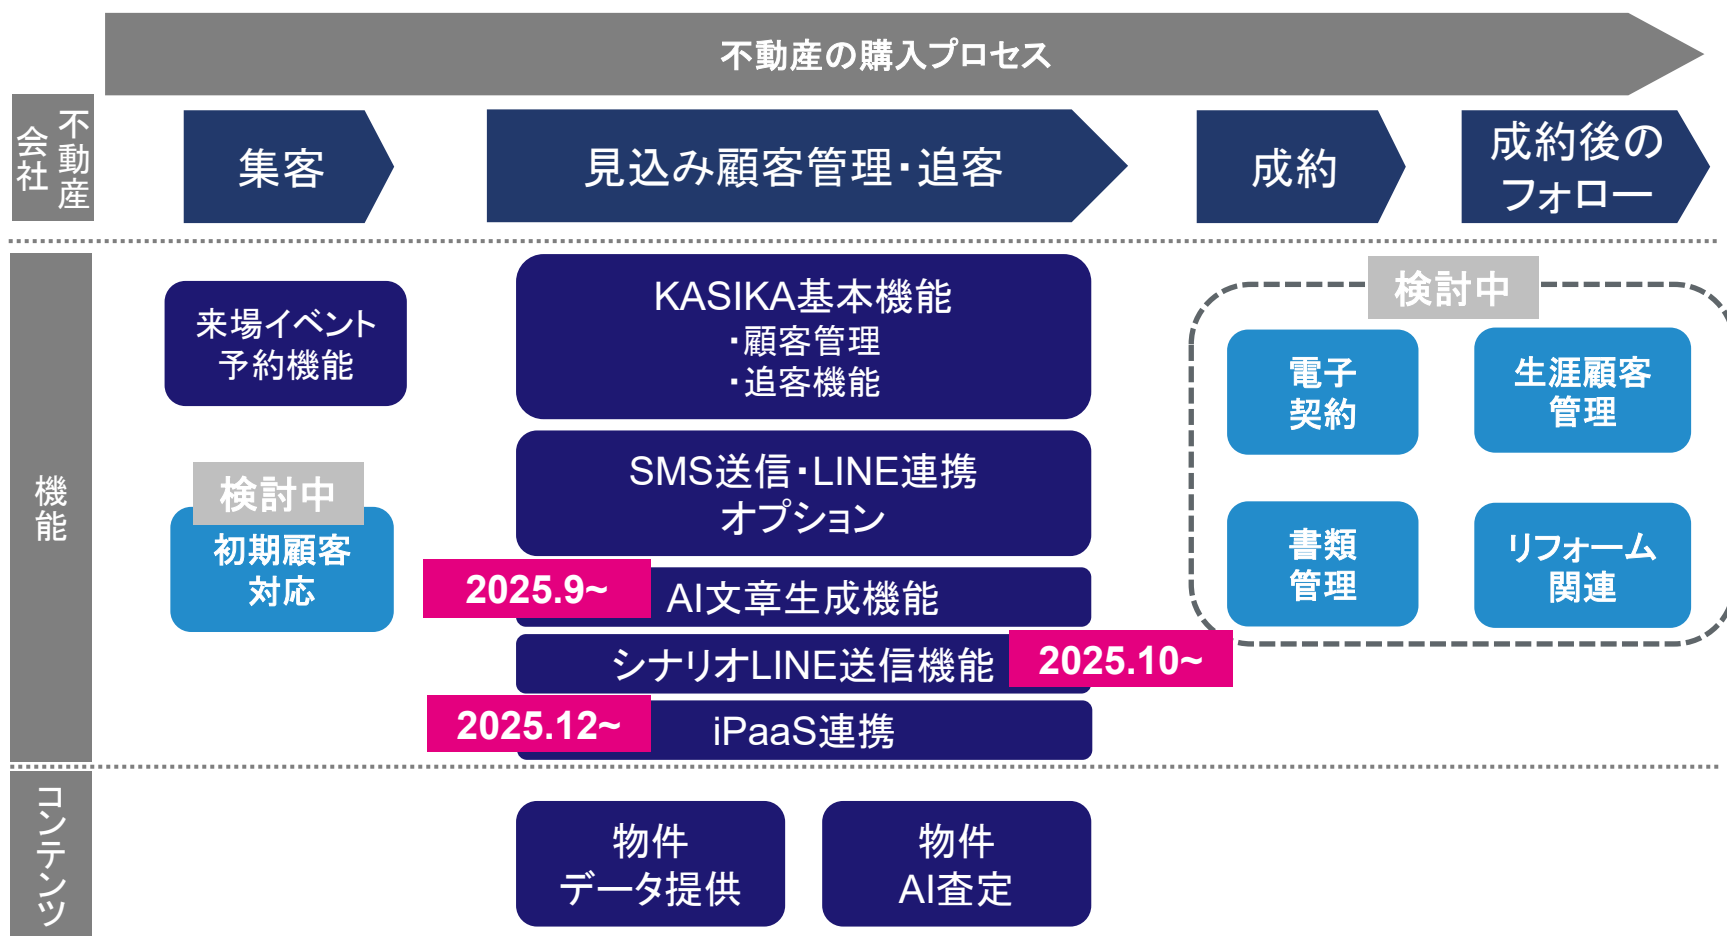 不動産の購入プロセス
不動産
会社
集客
見込み顧客管理・追客
成約
成約後の
フォロー
機能
来場イベント
予約機能
検討中
初期顧客
対応
KASIKA基本機能
・顧客管理
・追客機能
SMS送信・LINE連携
オプション
2025.9~
AI文章生成機能
シナリオLINE送信機能
2025.10~
2025.12~
iPaaS連携
検討中
電子
契約
生涯顧客
管理
書類
管理
リフォーム
関連
コンテンツ
物件
データ提供
物件
AI査定